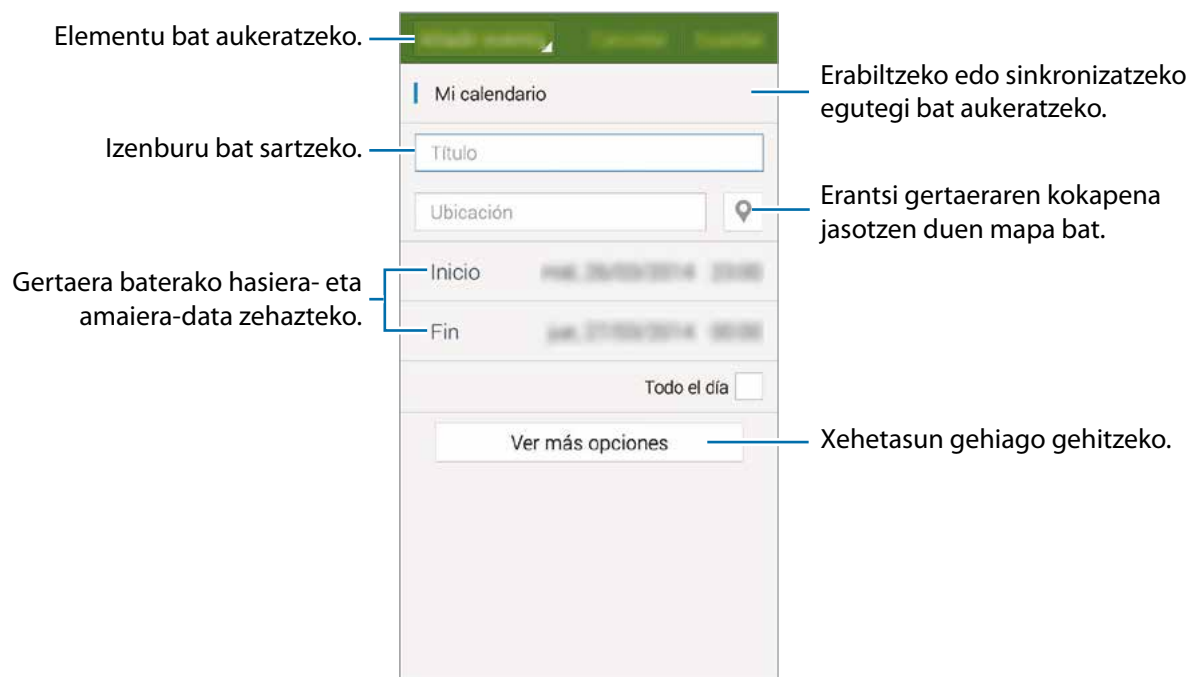 Elementu bat aukeratzeko.
Mi calendario
Erabiltzeko edo sinkronizatzeko
egutegi bat aukeratzeko.
Izenburu bat sartzeko.
Título
Ubicación
Erantsi gertaeraren kokapena
jasotzen duen mapa bat.
Gertaera baterako hasiera- eta
amaiera-data zehazteko.
Inicio
Fin
Todo el día
Ver más opciones
Xehetasun gehiago gehitzeko.